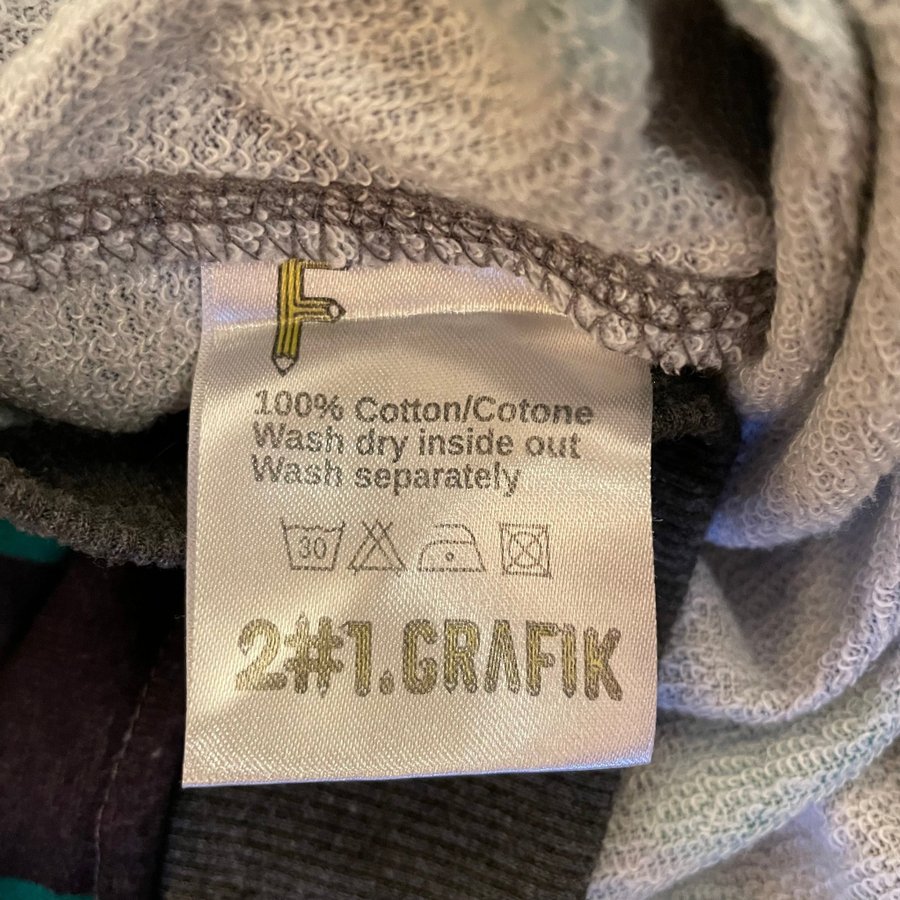 F
100% Cotton/Cotone
Wash dry inside out
Wash separately
30
2#1.GRAFIK